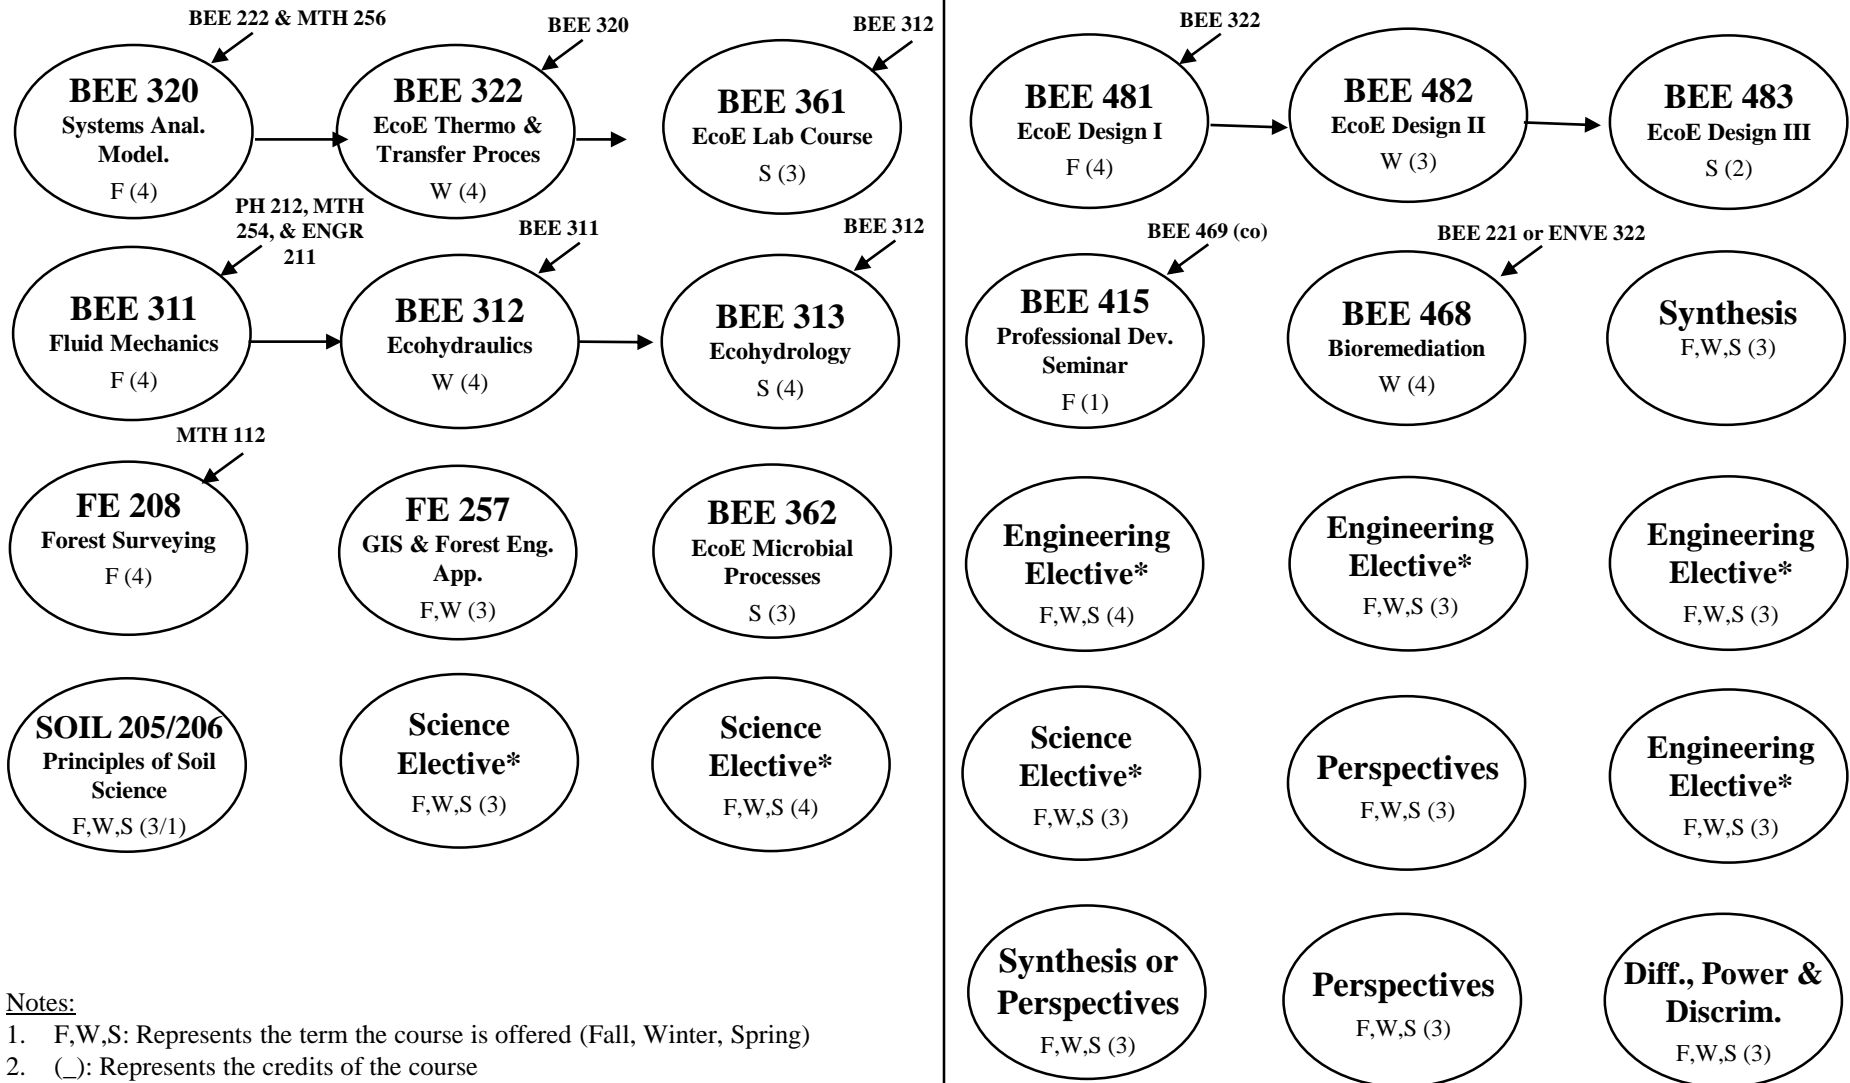 BEE 222 & MTH 256
BEE 320
Systems Anal.
Model.
F (4)
BEE 320
BEE 322
EcoE Thermo &
Transfer Proces
W (4)
BEE 312
BEE 361
EcoE Lab Course
S (3)
PH 212, MTH
254, & ENGR
211
BEE 311
Fluid Mechanics
F (4)
BEE 311
BEE 312
Ecohydraulics
W (4)
BEE 312
BEE 313
Ecohydrology
S (4)
MTH 112
FE 208
Forest Surveying
F (4)
FE 257
GIS & Forest Eng.
App.
F,W (3)
BEE 362
EcoE Microbial
Processes
S (3)
SOIL 205/206
Principles of Soil
Science
F,W,S (3/1)
Science
Elective*
F,W,S (3)
Science
Elective*
F,W,S (4)
Notes:
1. F,W,S: Represents the term the course is offered (Fall, Winter, Spring)
2. (_): Represents the credits of the course
BEE 322
BEE 481
EcoE Design I
F (4)
BEE 482
EcoE Design II
W (3)
BEE 483
EcoE Design III
S (2)
BEE 469 (co)
BEE 415
Professional Dev.
Seminar
F (1)
BEE 221 or ENVE 322
BEE 468
Bioremediation
W (4)
Synthesis
F,W,S (3)
Engineering
Elective*
F,W,S (4)
Engineering
Elective*
F,W,S (3)
Engineering
Elective*
F,W,S (3)
Science
Elective*
F,W,S (3)
Perspectives
F,W,S (3)
Engineering
Elective*
F,W,S (3)
Synthesis or
Perspectives
F,W,S (3)
Perspectives
F,W,S (3)
Diff., Power &
Discrim.
F,W,S (3)